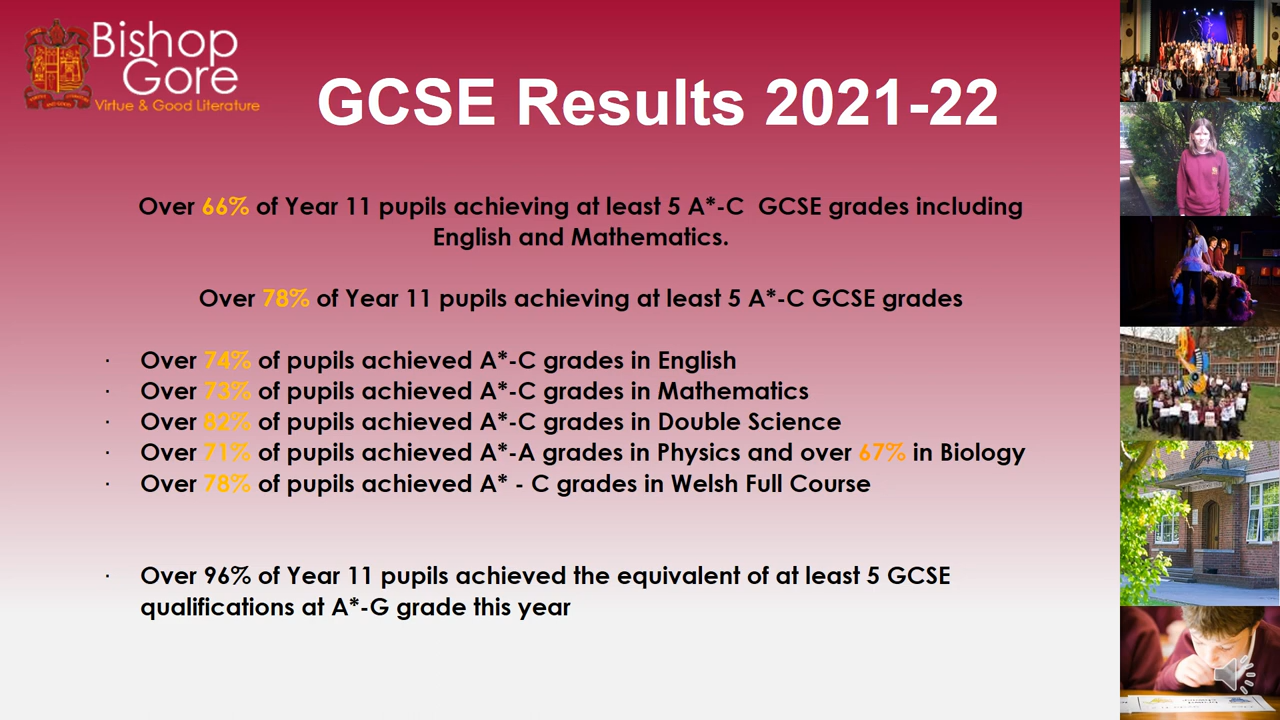 Bishop
Gore
Virtue & Good Literature
GCSE Results 2021-22
Over 66% of Year 11 pupils achieving at least 5 A*-C  GCSE grades including
English and Mathematics.
Over 78% of Year 11 pupils achieving at least 5 A*-C GCSE grades
· Over 74% of pupils achieved A*-C grades in English
· Over 73% of pupils achieved A*-C grades in Mathematics
· Over 82% of pupils achieved A*-C grades in Double Science
· Over 71% of pupils achieved A*-A grades in Physics and over 67% in Biology
· Over 78% of pupils achieved A* - C grades in Welsh Full Course
· Over 96% of Year 11 pupils achieved the equivalent of at least 5 GCSE
qualifications at A*-G grade this year